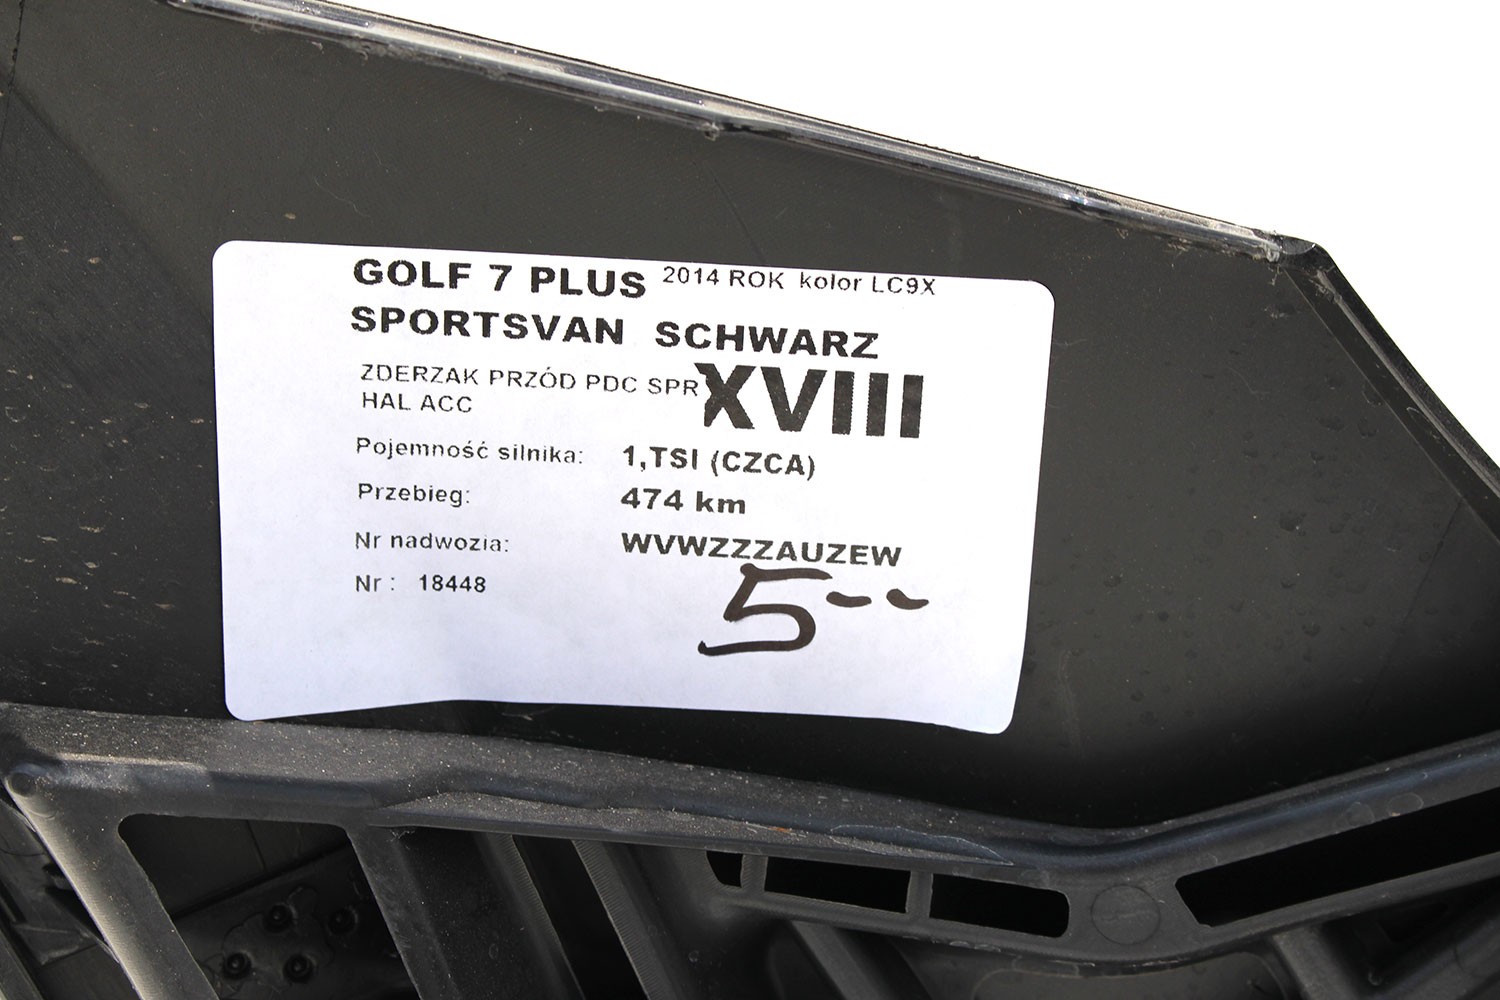 GOLF 7 PLUS 2014 ROK kolor LC9X
SPORTSVAN SCHWARZ
ZDERZAK PRZÓD PDC SPR XVIII
HAL ACC
Pojemność silnika: 1,TSI (CZCA)
Przebieg: 474 km
Nr nadwozia: WVWZZZAUZEW
Nr : 18448
5--